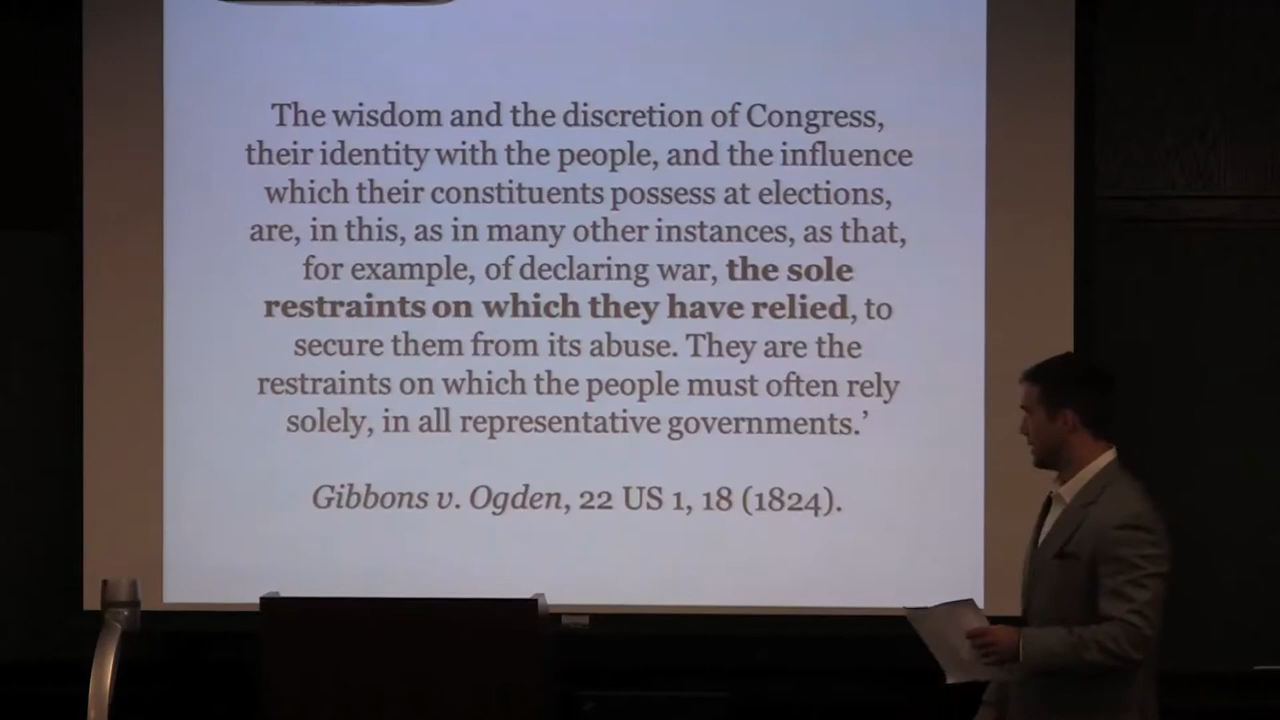 The wisdom and the discretion of Congress,
their identity with the people, and the influence
which their constituents possess at elections,
are, in this, as in many other instances, as that,
for example, of declaring war, the sole
restraints on which they have relied, to
secure them from its abuse. They are the
restraints on which the people must often rely
solely, in all representative governments.’
Gibbons v. Ogden, 22 US 1, 18 (1824).